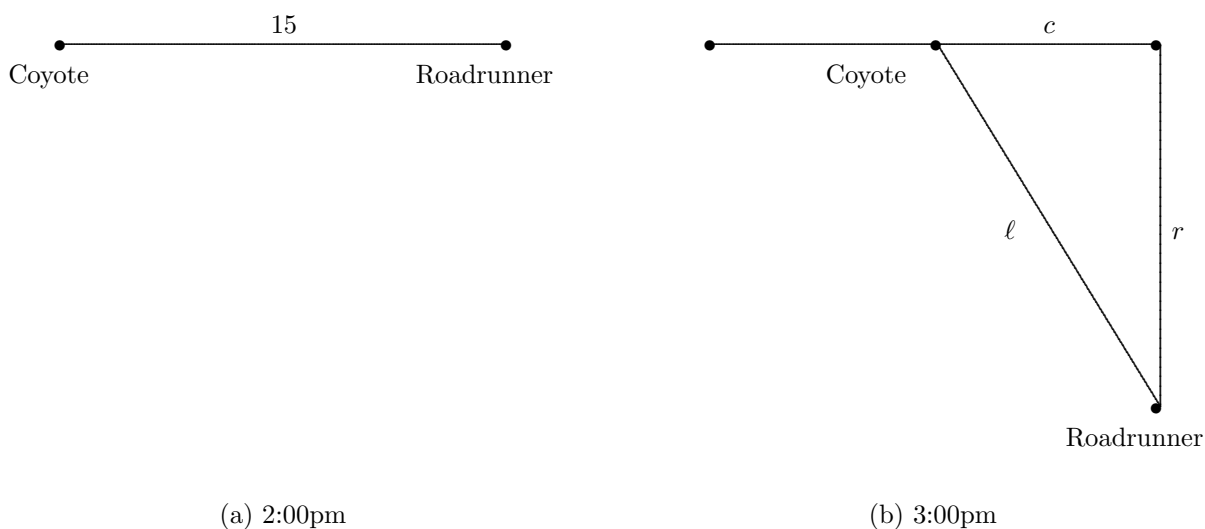 15
Coyote
Roadrunner
(a) 2:00pm
c
Coyote
ℓ
r
Roadrunner
(b) 3:00pm